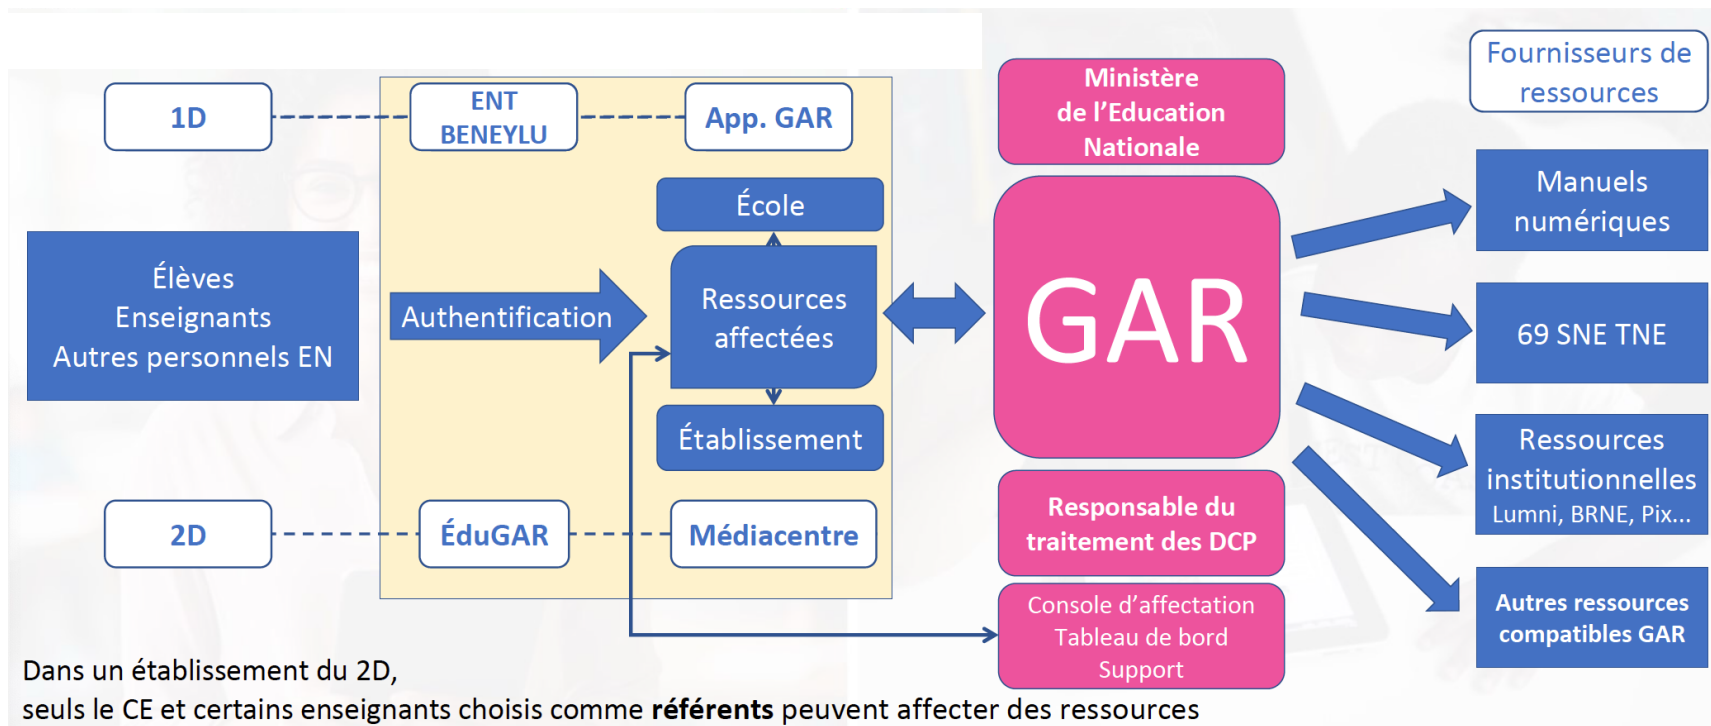 1D
ENT
BENEYLU
App. GAR
Ministère
de l’Education
Nationale
Fournisseurs de
ressources
Élèves
Enseignants
Autres personnels EN
Authentification
École
Ressources
affectées
Établissement
GAR
Manuels
numériques
69 SNE TNE
Ressources
institutionnelles
Lumni, BRNE, Pix...
Autres ressources
compatibles GAR
2D
ÉduGAR
Médiacentre
Responsable du
traitement des DCP
Console d’affectation
Tableau de bord
Support
Dans un établissement du 2D,
seuls le CE et certains enseignants choisis comme référents peuvent affecter des ressources